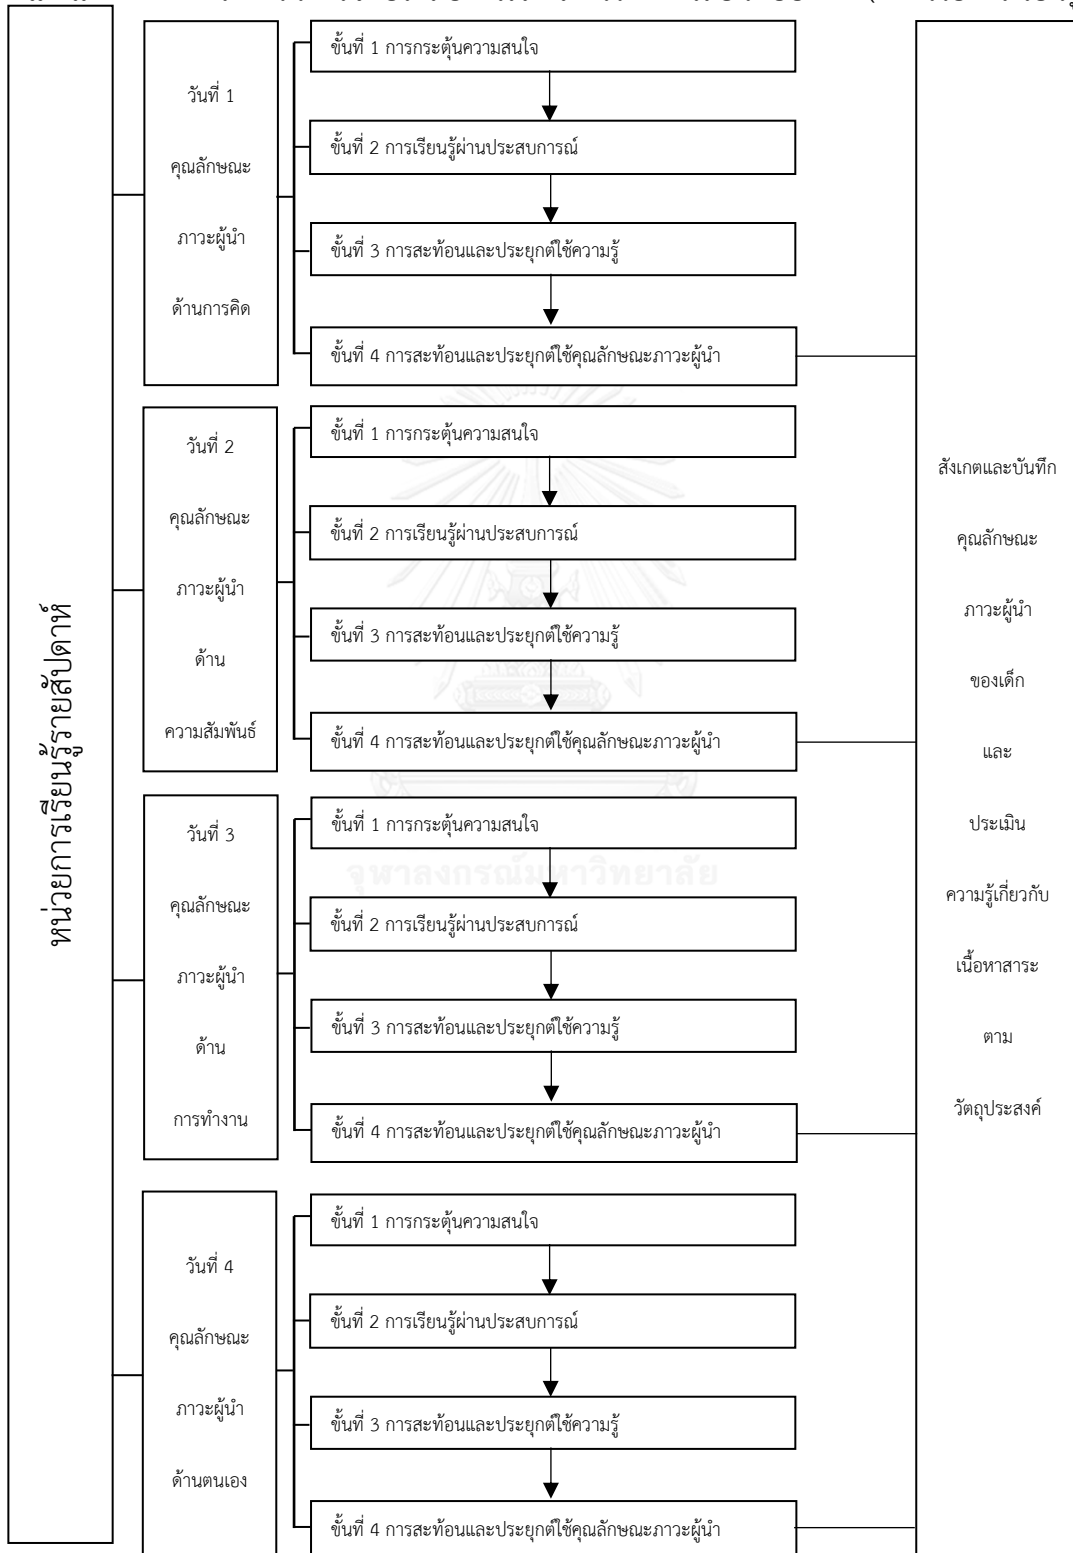 หน่วยการเรียนรู้รายสัปดาห์
วันที่ 1
คุณลักษณะ
ภาวะผู้นำ
ด้านการคิด
ขั้นที่ 1 การกระตุ้นความสนใจ
ขั้นที่ 2 การเรียนรู้ผ่านประสบการณ์
ขั้นที่ 3 การสะท้อนและประยุกต์ใช้ความรู้
ขั้นที่ 4 การสะท้อนและประยุกต์ใช้คุณลักษณะภาวะผู้นำ
วันที่ 2
คุณลักษณะ
ภาวะผู้นำ
ด้าน
ความสัมพันธ์
ขั้นที่ 1 การกระตุ้นความสนใจ
ขั้นที่ 2 การเรียนรู้ผ่านประสบการณ์
ขั้นที่ 3 การสะท้อนและประยุกต์ใช้ความรู้
ขั้นที่ 4 การสะท้อนและประยุกต์ใช้คุณลักษณะภาวะผู้นำ
วันที่ 3
คุณลักษณะ
ภาวะผู้นำ
ด้าน
การทำงาน
ขั้นที่ 1 การกระตุ้นความสนใจ
ขั้นที่ 2 การเรียนรู้ผ่านประสบการณ์
ขั้นที่ 3 การสะท้อนและประยุกต์ใช้ความรู้
ขั้นที่ 4 การสะท้อนและประยุกต์ใช้คุณลักษณะภาวะผู้นำ
วันที่ 4
คุณลักษณะ
ภาวะผู้นำ
ด้านตนเอง
ขั้นที่ 1 การกระตุ้นความสนใจ
ขั้นที่ 2 การเรียนรู้ผ่านประสบการณ์
ขั้นที่ 3 การสะท้อนและประยุกต์ใช้ความรู้
ขั้นที่ 4 การสะท้อนและประยุกต์ใช้คุณลักษณะภาวะผู้นำ
สังเกตและบันทึก
คุณลักษณะ
ภาวะผู้นำ
ของเด็ก
และ
ประเมิน
ความรู้เกี่ยวกับ
เนื้อหาสาระ
ตาม
วัตถุประสงค์
จุฬาลงกรณ์มหาวิทยาลัย